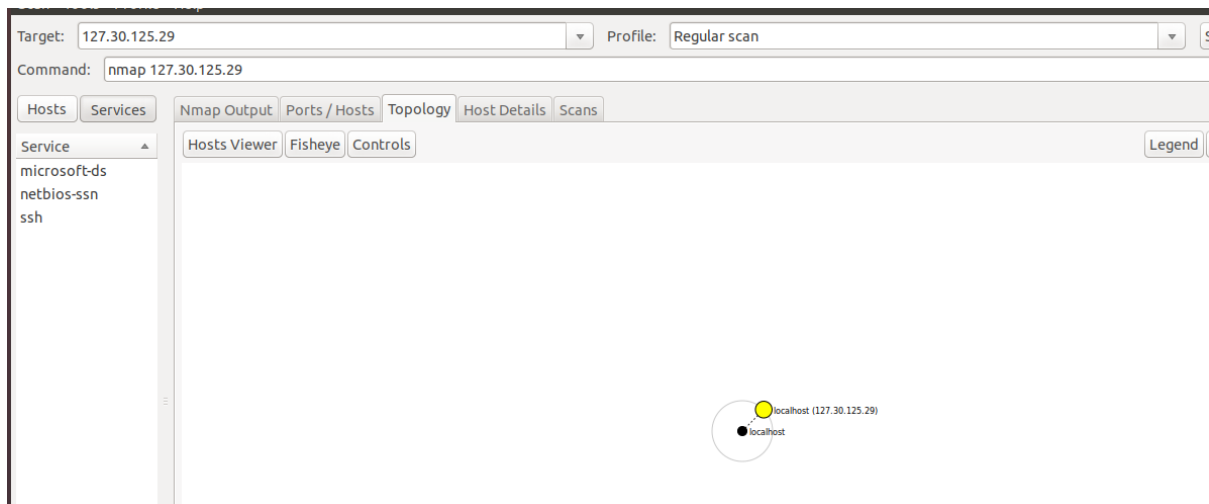 Target: 127.30.125.29 Profile: Regular scan
Command: nmap 127.30.125.29
Hosts Services Nmap Output Ports / Hosts Topology Host Details Scans
Service Hosts Viewer Fisheye Controls Legend
microsoft-ds
netbios-ssn
ssh
localhost (127.30.125.29)
localhost